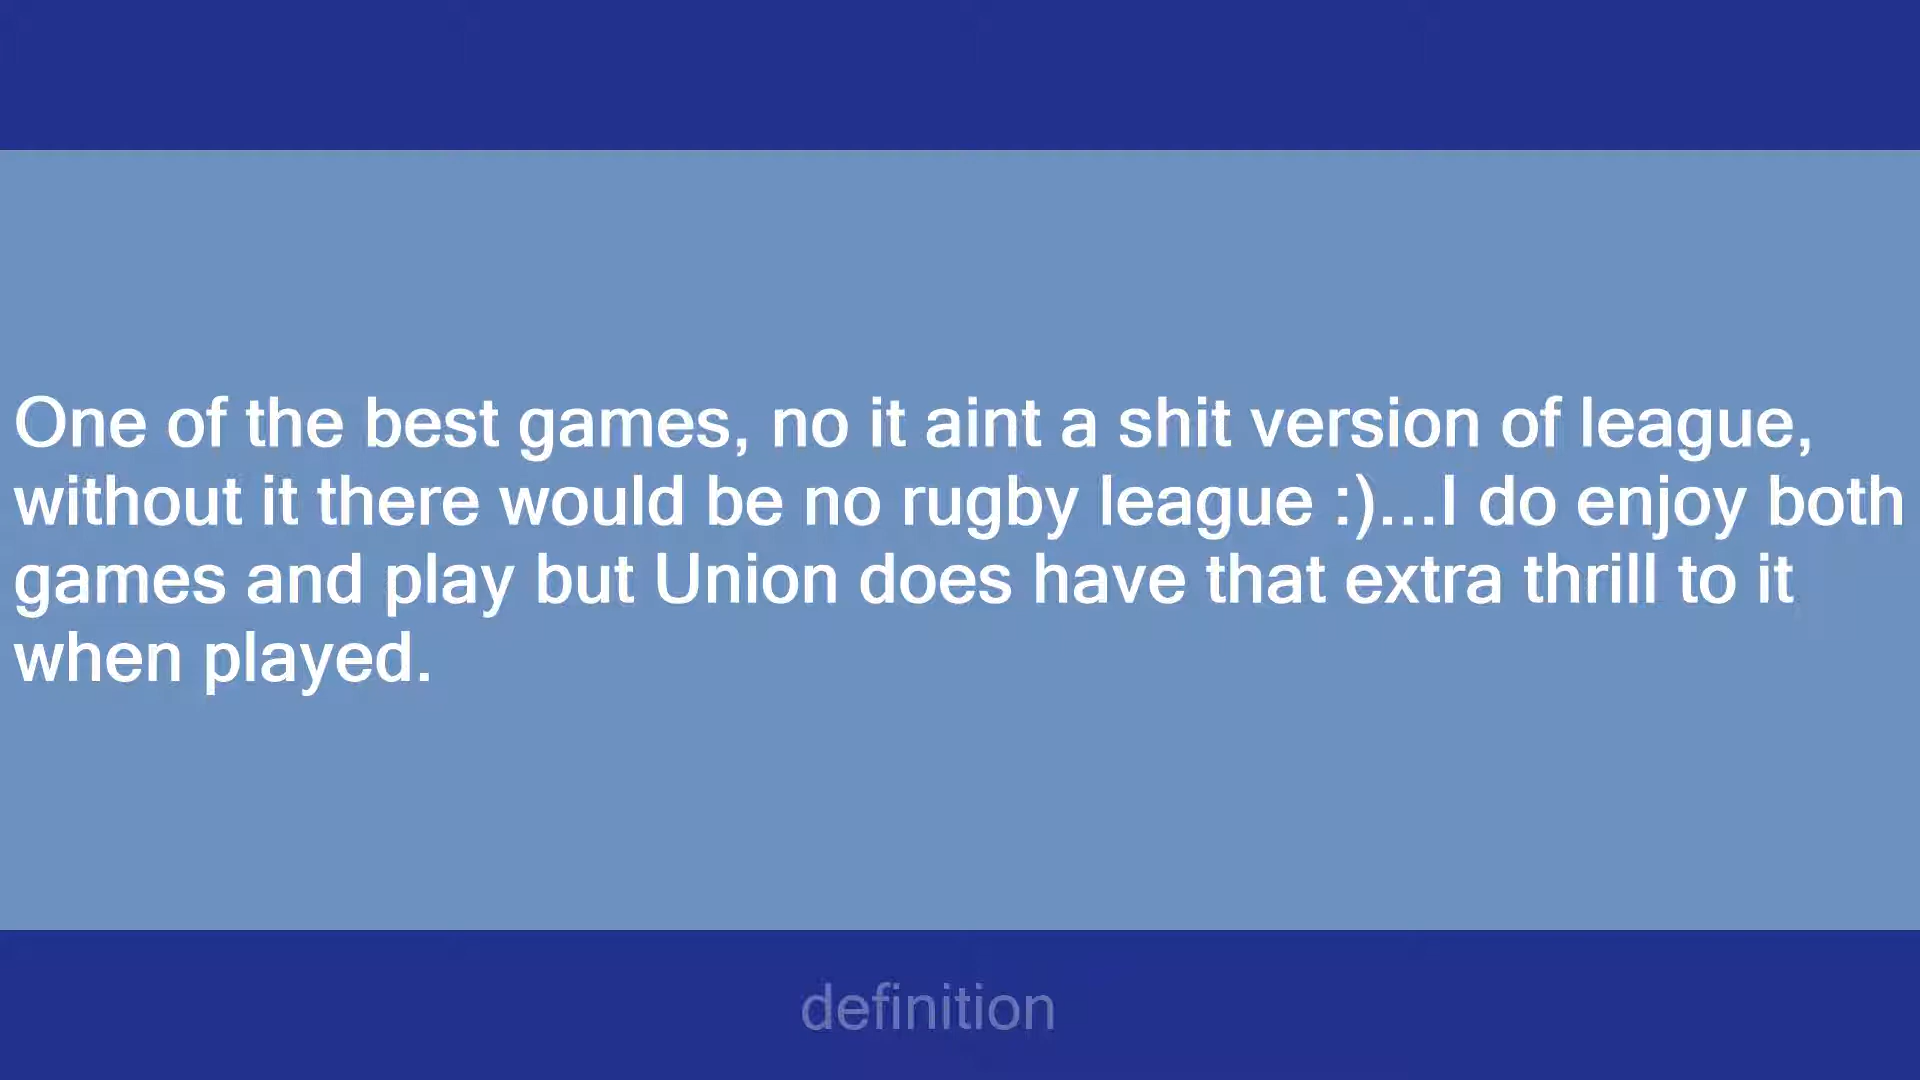 One of the best games, no it aint a shit version of league,
without it there would be no rugby league :)...I do enjoy both
games and play but Union does have that extra thrill to it
when played.
definition